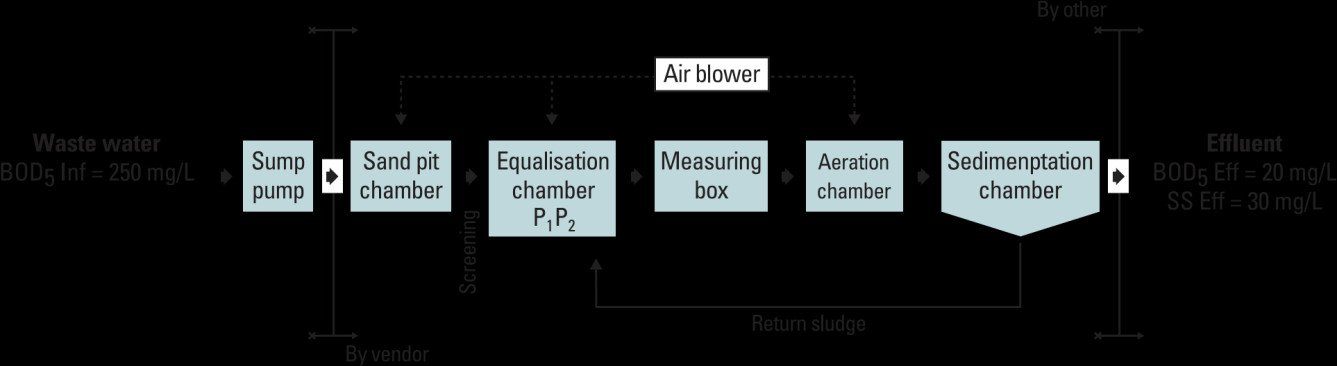 By other
Air blower
Waste water
BOD5 Inf = 250 mg/L
Sump
pump
Sand pit
chamber
Screening
Equalisation
chamber
P1P2
Measuring
box
Aeration
chamber
Sedimenptation
chamber
Effluent
BOD5 Eff = 20 mg/L
SS Eff = 30 mg/L
Return sludge
By vendor